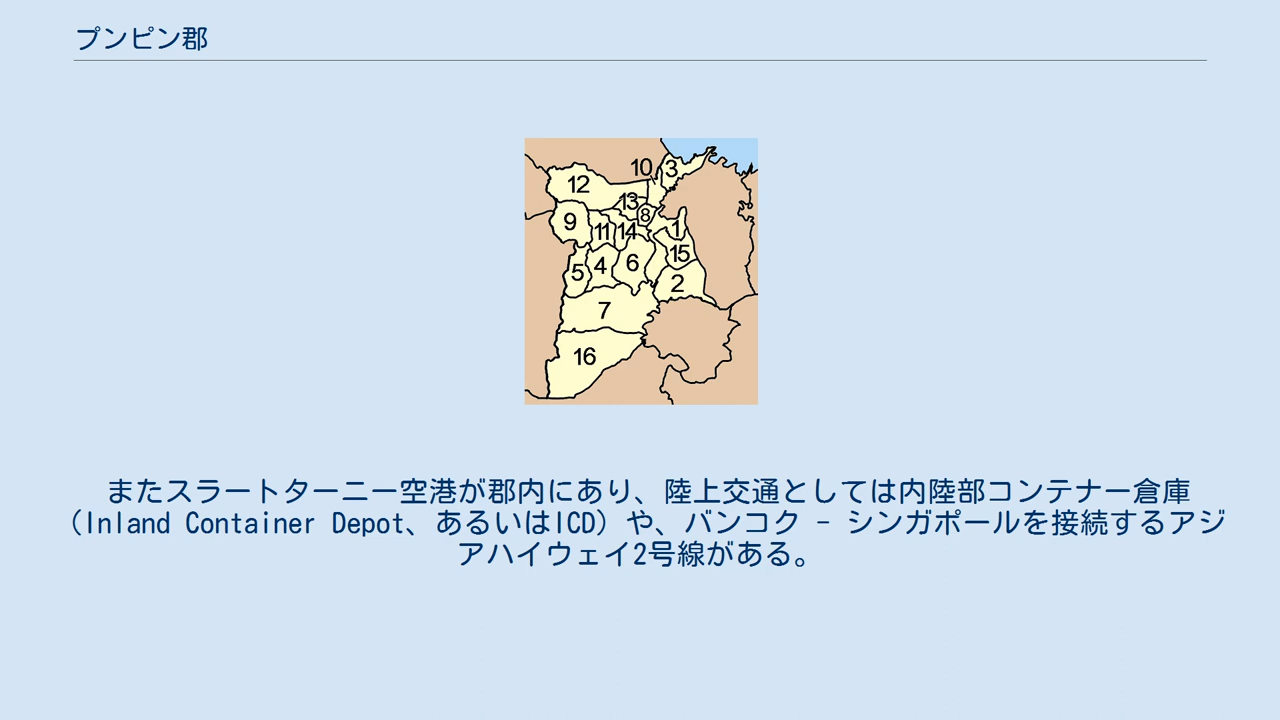 プンピン郡
10 3
12
13
8
9
11 14 1
15
6
4
5
2
7
16
またスラートターニー空港が郡内にあり、陸上交通としては内陸部コンテナー倉庫
（Inland Container Depot、あるいはICD）や、バンコク － シンガポールを接続するアジ
アハイウェイ2号線がある。